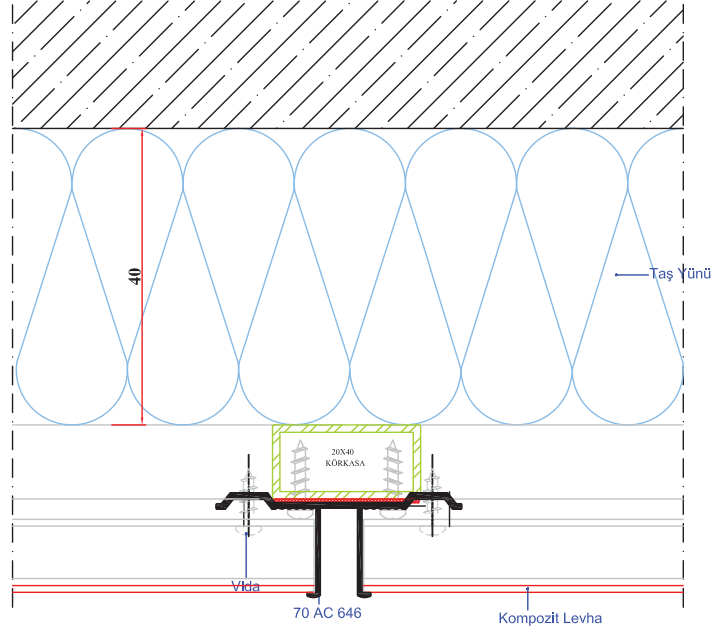 40
Taş Yünü
20X40
KÖRKASA
Vida
70 AC 646
Kompozit Levha